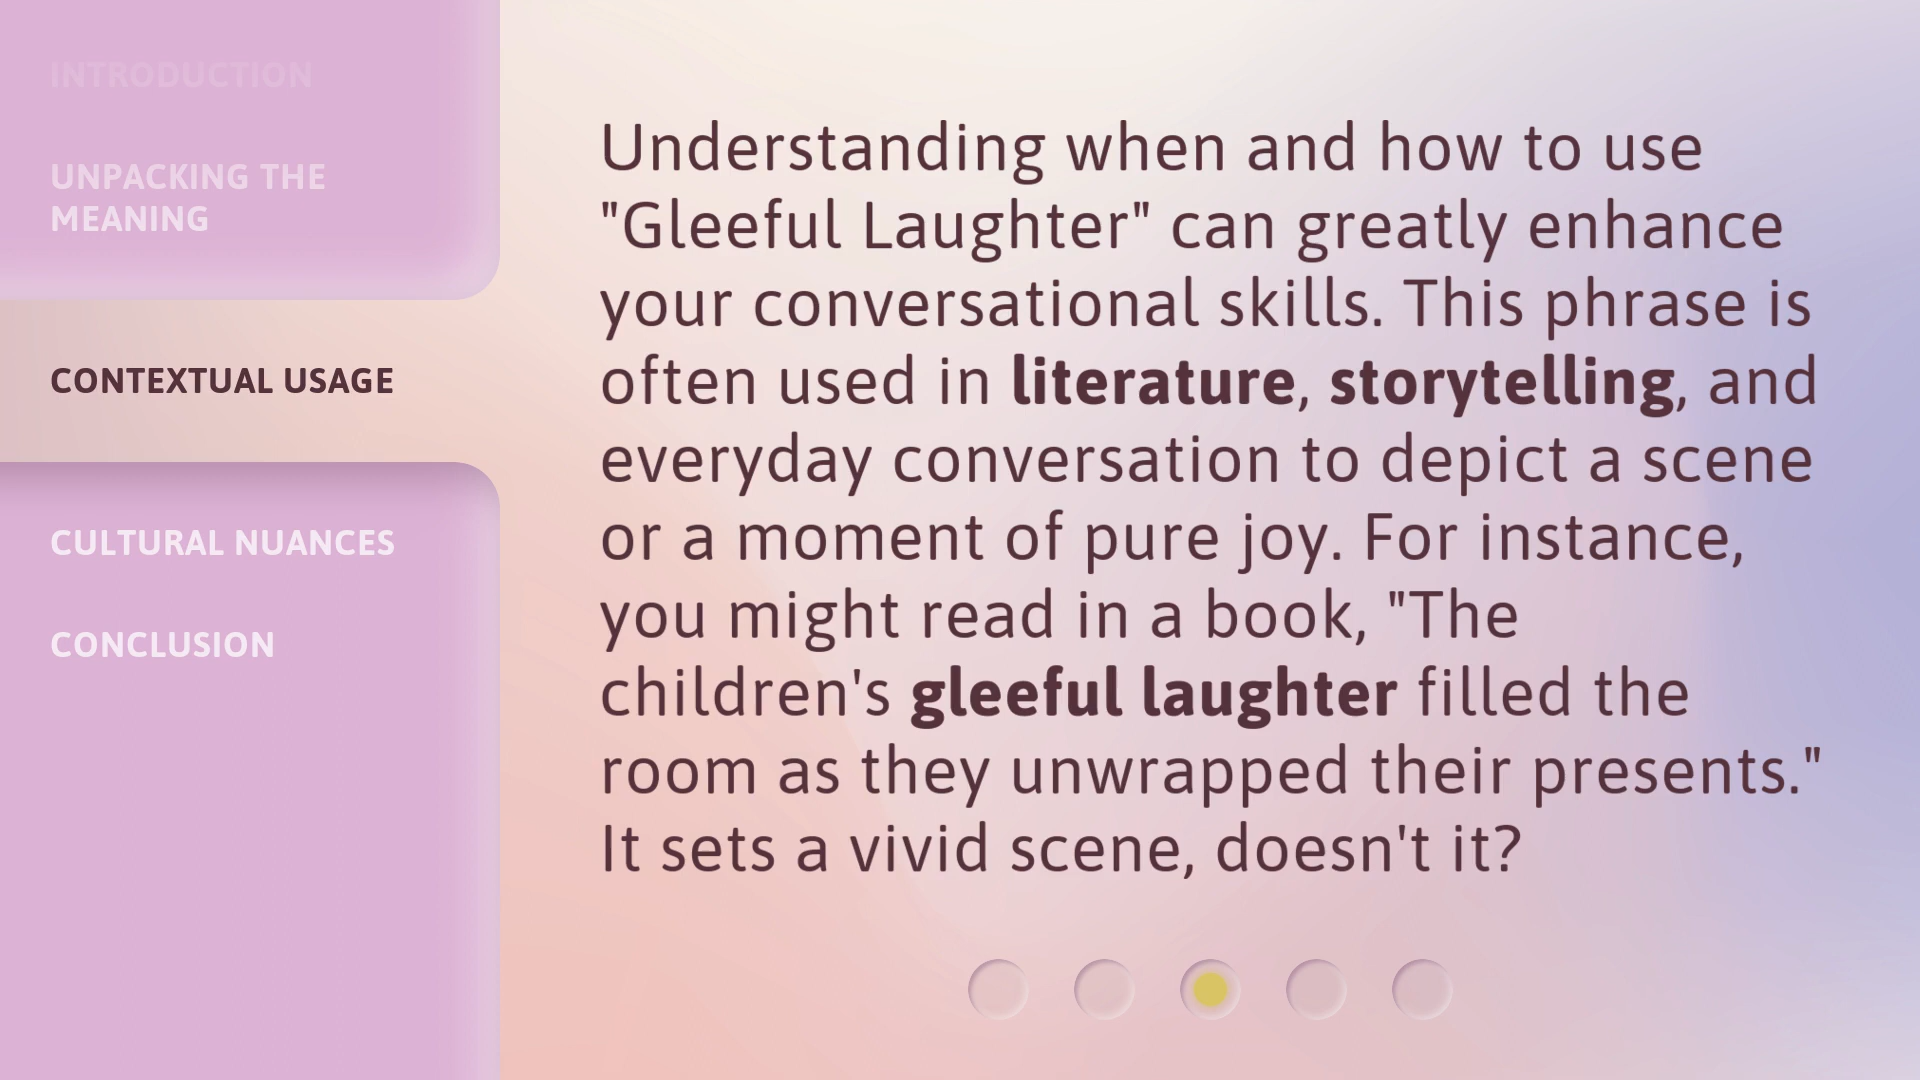 INTRODUCTION
UNPACKING THE
MEANING
CONTEXTUAL USAGE
CULTURAL NUANCES
CONCLUSION
Understanding when and how to use
"Gleeful Laughter" can greatly enhance
your conversational skills. This phrase is
often used in literature, storytelling, and
everyday conversation to depict a scene
or a moment of pure joy. For instance,
you might read in a book, "The
children's gleeful laughter filled the
room as they unwrapped their presents."
It sets a vivid scene, doesn't it?